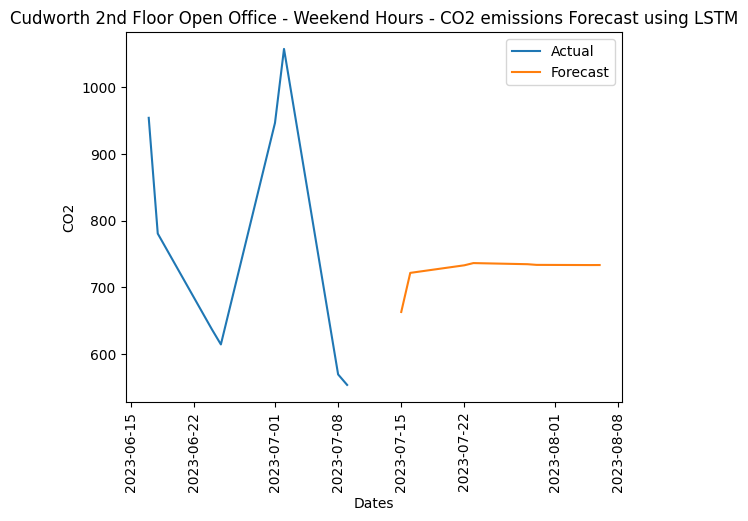 Cudworth 2nd Floor Open Office - Weekend Hours - CO2 emissions Forecast using LSTM
Actual
Forecast
CO2
1000
900
800
700
600
2023-06-15
2023-06-22
2023-07-01
2023-07-08
2023-07-15
2023-07-22
2023-08-01
2023-08-08
Dates